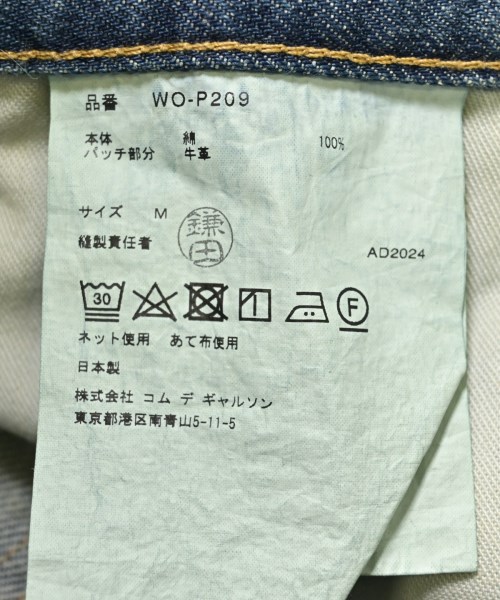 品番 WO-P209
本体 綿 100%
パッチ部分 牛革
サイズ M
縫製責任者 鎌田
AD2024
30 F
ネット使用 あて布使用
日本製
株式会社 コム デ ギャルソン
東京都港区南青山5-11-5